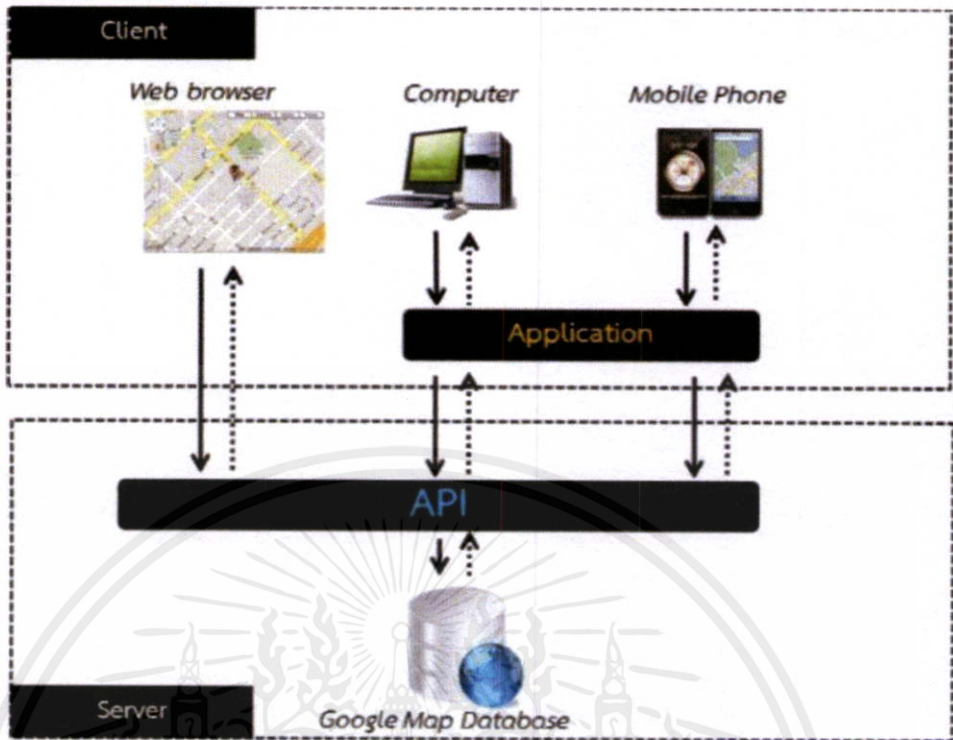 Client
Web browser
Computer
Mobile Phone
Application
API
Server
Google Map Database